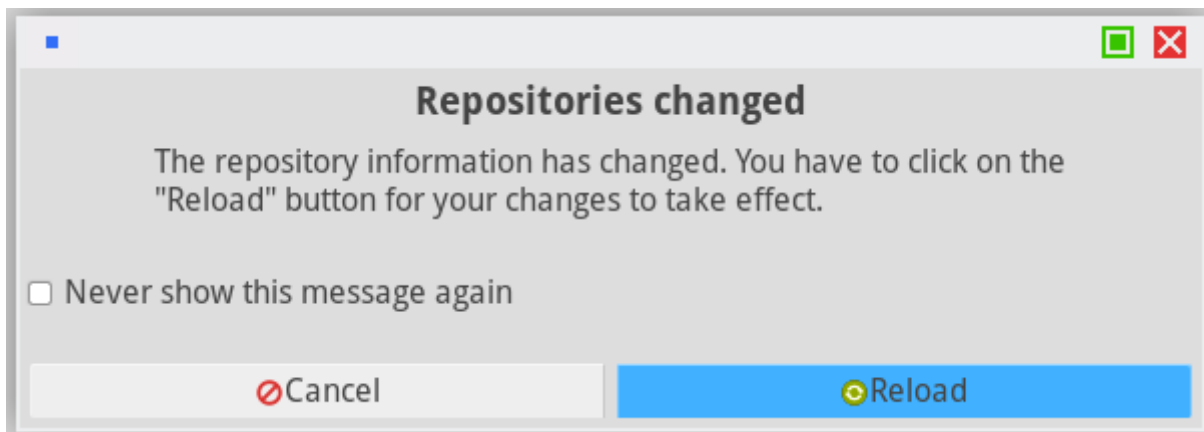 Repositories changed
The repository information has changed. You have to click on the
"Reload" button for your changes to take effect.
Never show this message again
Cancel
Reload